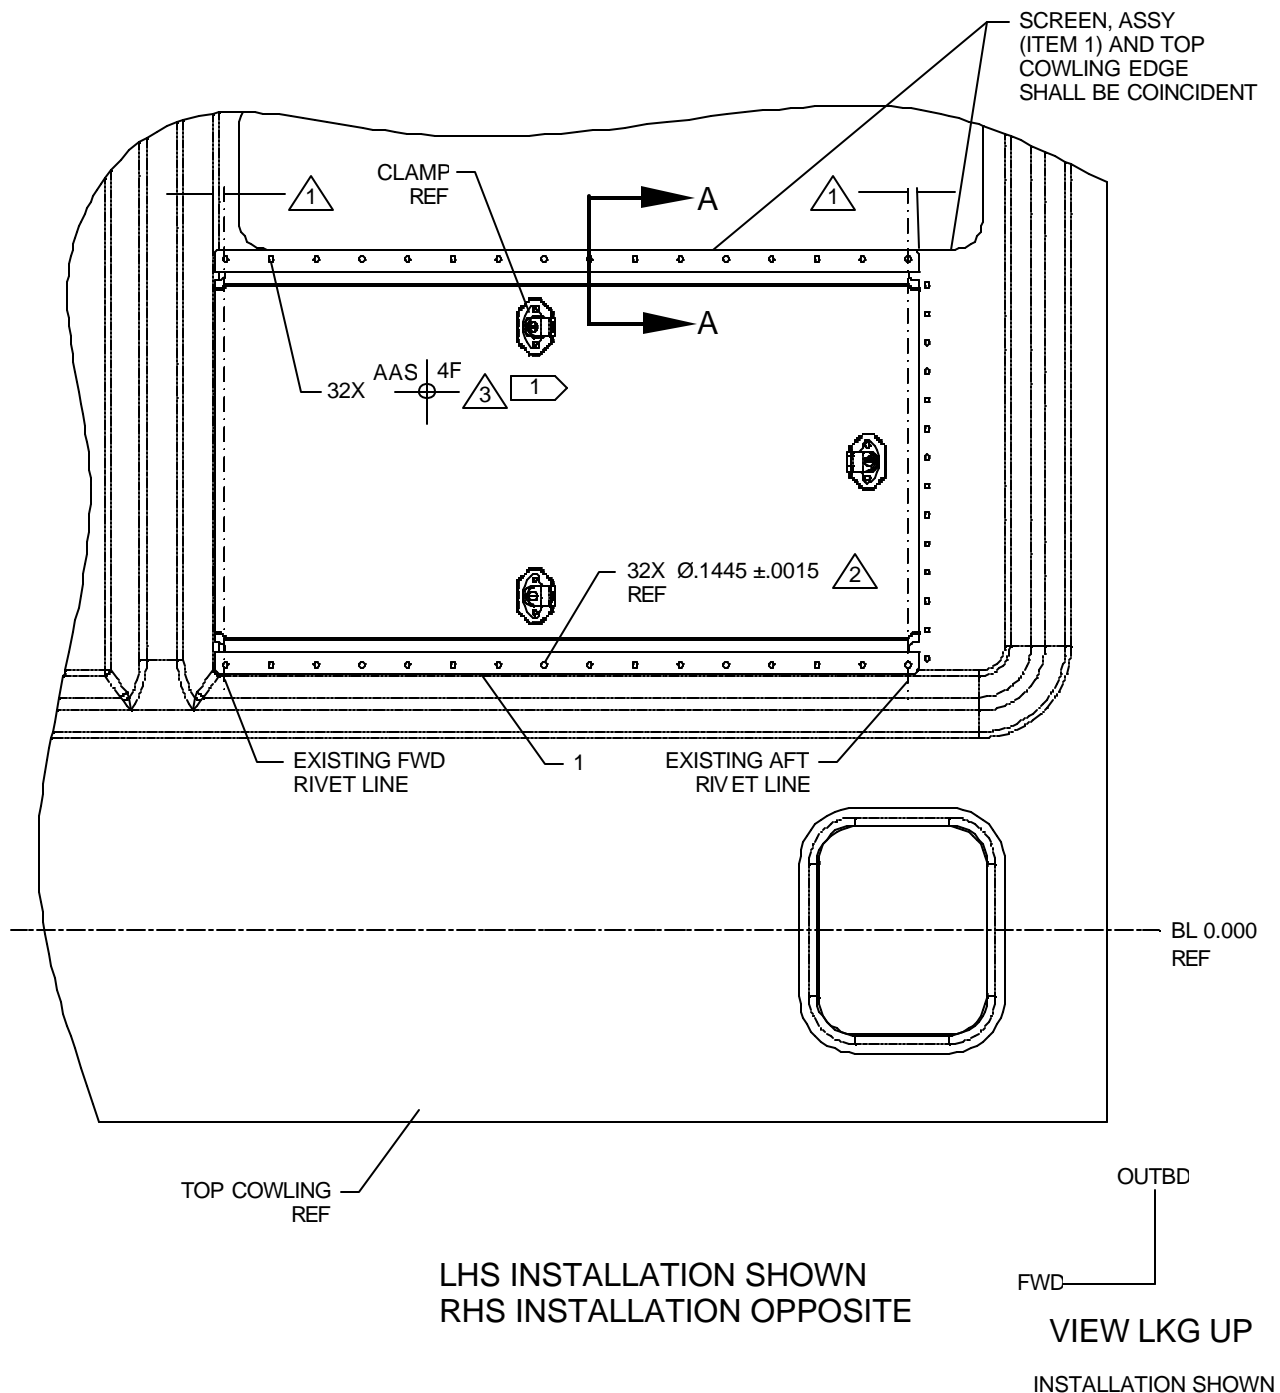 SCREEN, ASSY
(ITEM 1) AND TOP
COWLING EDGE
SHALL BE COINCIDENT
CLAMP
REF
1
A
1
A
32X
AAS
4F
3
1
32X Ø.1445 ±.0015
REF
2
EXISTING FWD
RIVET LINE
1
EXISTING AFT
RIVET LINE
BL 0.000
REF
TOP COWLING
REF
OUTBD
FWD
LHS INSTALLATION SHOWN
RHS INSTALLATION OPPOSITE
VIEW LKG UP
INSTALLATION SHOWN